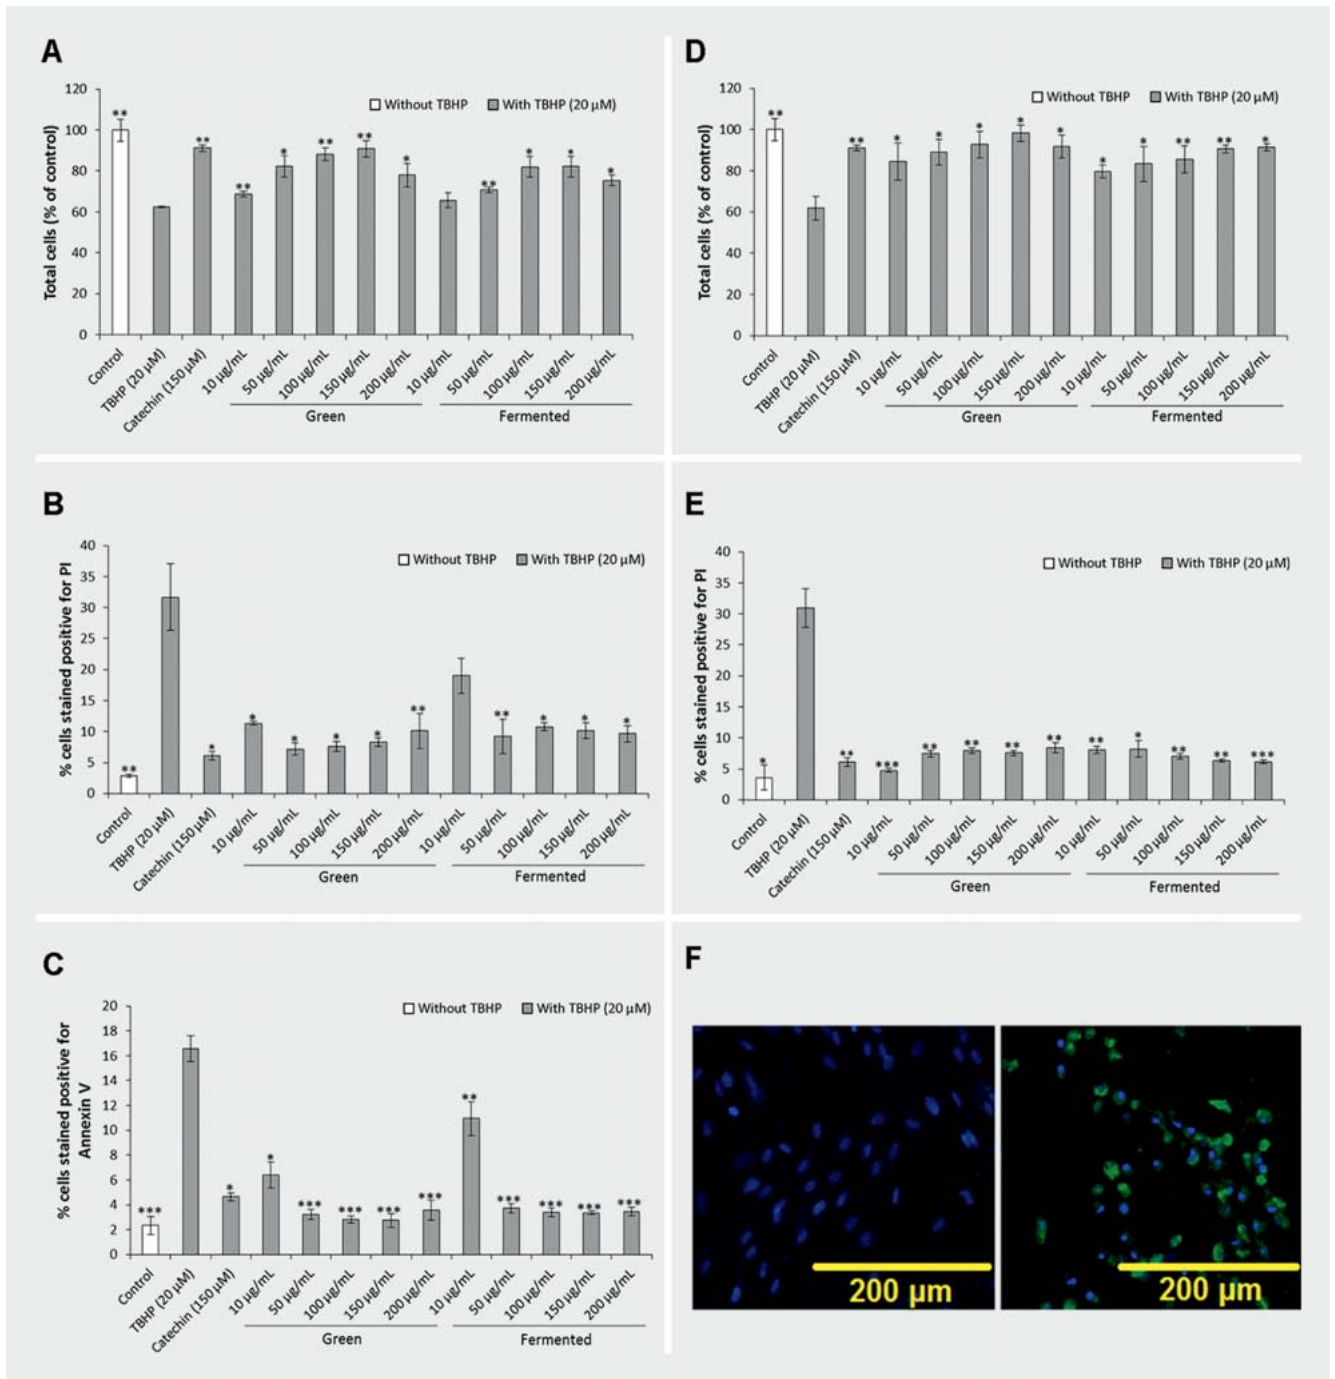 A
Without TBHP
With TBHP (20 µM)
Total cells (% of control)
120
100
80
60
40
20
0
**
**
**
*
**
**
*
**
*
*
*
Control
TBHP (20 µM)
Catechin (150 µM)
10 µg/mL
50 µg/mL
100 µg/mL
150 µg/mL
200 µg/mL
10 µg/mL
50 µg/mL
100 µg/mL
150 µg/mL
200 µg/mL
Green
Fermented
D
Without TBHP
With TBHP (20 µM)
Total cells (% of control)
120
100
80
60
40
20
0
**
**
*
*
*
*
*
*
*
**
**
*
Control
TBHP (20 µM)
Catechin (150 µM)
10 µg/mL
50 µg/mL
100 µg/mL
150 µg/mL
200 µg/mL
10 µg/mL
50 µg/mL
100 µg/mL
150 µg/mL
200 µg/mL
Green
Fermented
B
Without TBHP
With TBHP (20 µM)
% cells stained positive for PI
40
35
30
25
20
15
10
5
0
**
*
*
*
*
*
**
**
*
*
*
Control
TBHP (20 µM)
Catechin (150 µM)
10 µg/mL
50 µg/mL
100 µg/mL
150 µg/mL
200 µg/mL
10 µg/mL
50 µg/mL
100 µg/mL
150 µg/mL
200 µg/mL
Green
Fermented
E
Without TBHP
With TBHP (20 µM)
% cells stained positive for PI
40
35
30
25
20
15
10
5
0
*
**
***
**
**
**
**
**
*
**
**
***
Control
TBHP (20 µM)
Catechin (150 µM)
10 µg/mL
50 µg/mL
100 µg/mL
150 µg/mL
200 µg/mL
10 µg/mL
50 µg/mL
100 µg/mL
150 µg/mL
200 µg/mL
Green
Fermented
C
Without TBHP
With TBHP (20 µM)
% cells stained positive for
Annexin V
20
18
16
14
12
10
8
6
4
2
0
***
*
*
***
***
***
***
**
***
***
***
***
Control
TBHP (20 µM)
Catechin (150 µM)
10 µg/mL
50 µg/mL
100 µg/mL
150 µg/mL
200 µg/mL
10 µg/mL
50 µg/mL
100 µg/mL
150 µg/mL
200 µg/mL
Green
Fermented
F
200 µm
200 µm